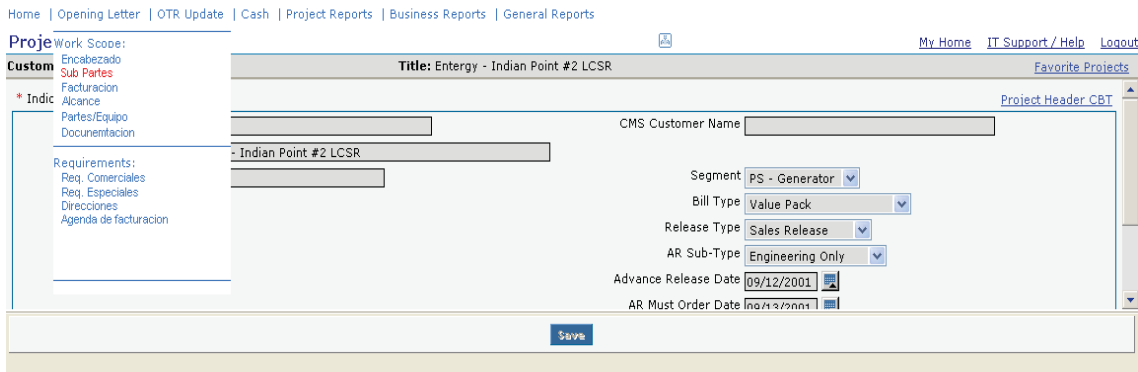 Home | Opening Letter | OTR Update | Cash | Project Reports | Business Reports | General Reports
Proje
My Home IT Support / Help Logout
Work Scope:
Encabezado
Sub Partes
Facturacion
Alcance
Partes/Equipo
Documemtacion
Requirements:
Req. Comerciales
Req. Especiales
Direcciones
Agenda de facturacion
Custom
Title: Entergy - Indian Point #2 LCSR
Favorite Projects
* Indic
Project Header CBT
CMS Customer Name
- Indian Point #2 LCSR
Segment PS - Generator
Bill Type Value Pack
Release Type Sales Release
AR Sub-Type Engineering Only
Advance Release Date 09/12/2001
AR Must Order Date 09/13/2001
Save